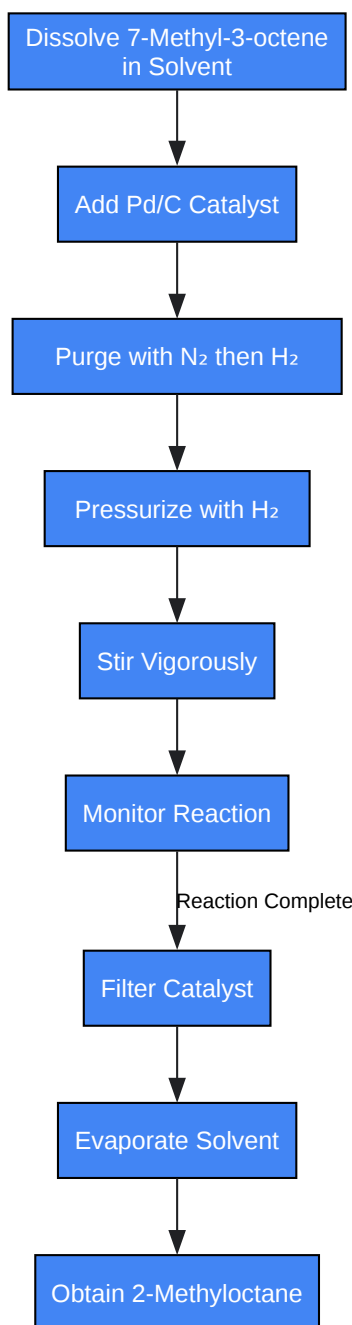 Dissolve 7-Methyl-3-octene
in Solvent
Add Pd/C Catalyst
Purge with N₂ then H₂
Pressurize with H₂
Stir Vigorously
Monitor Reaction
Reaction Complete
Filter Catalyst
Evaporate Solvent
Obtain 2-Methyloctane